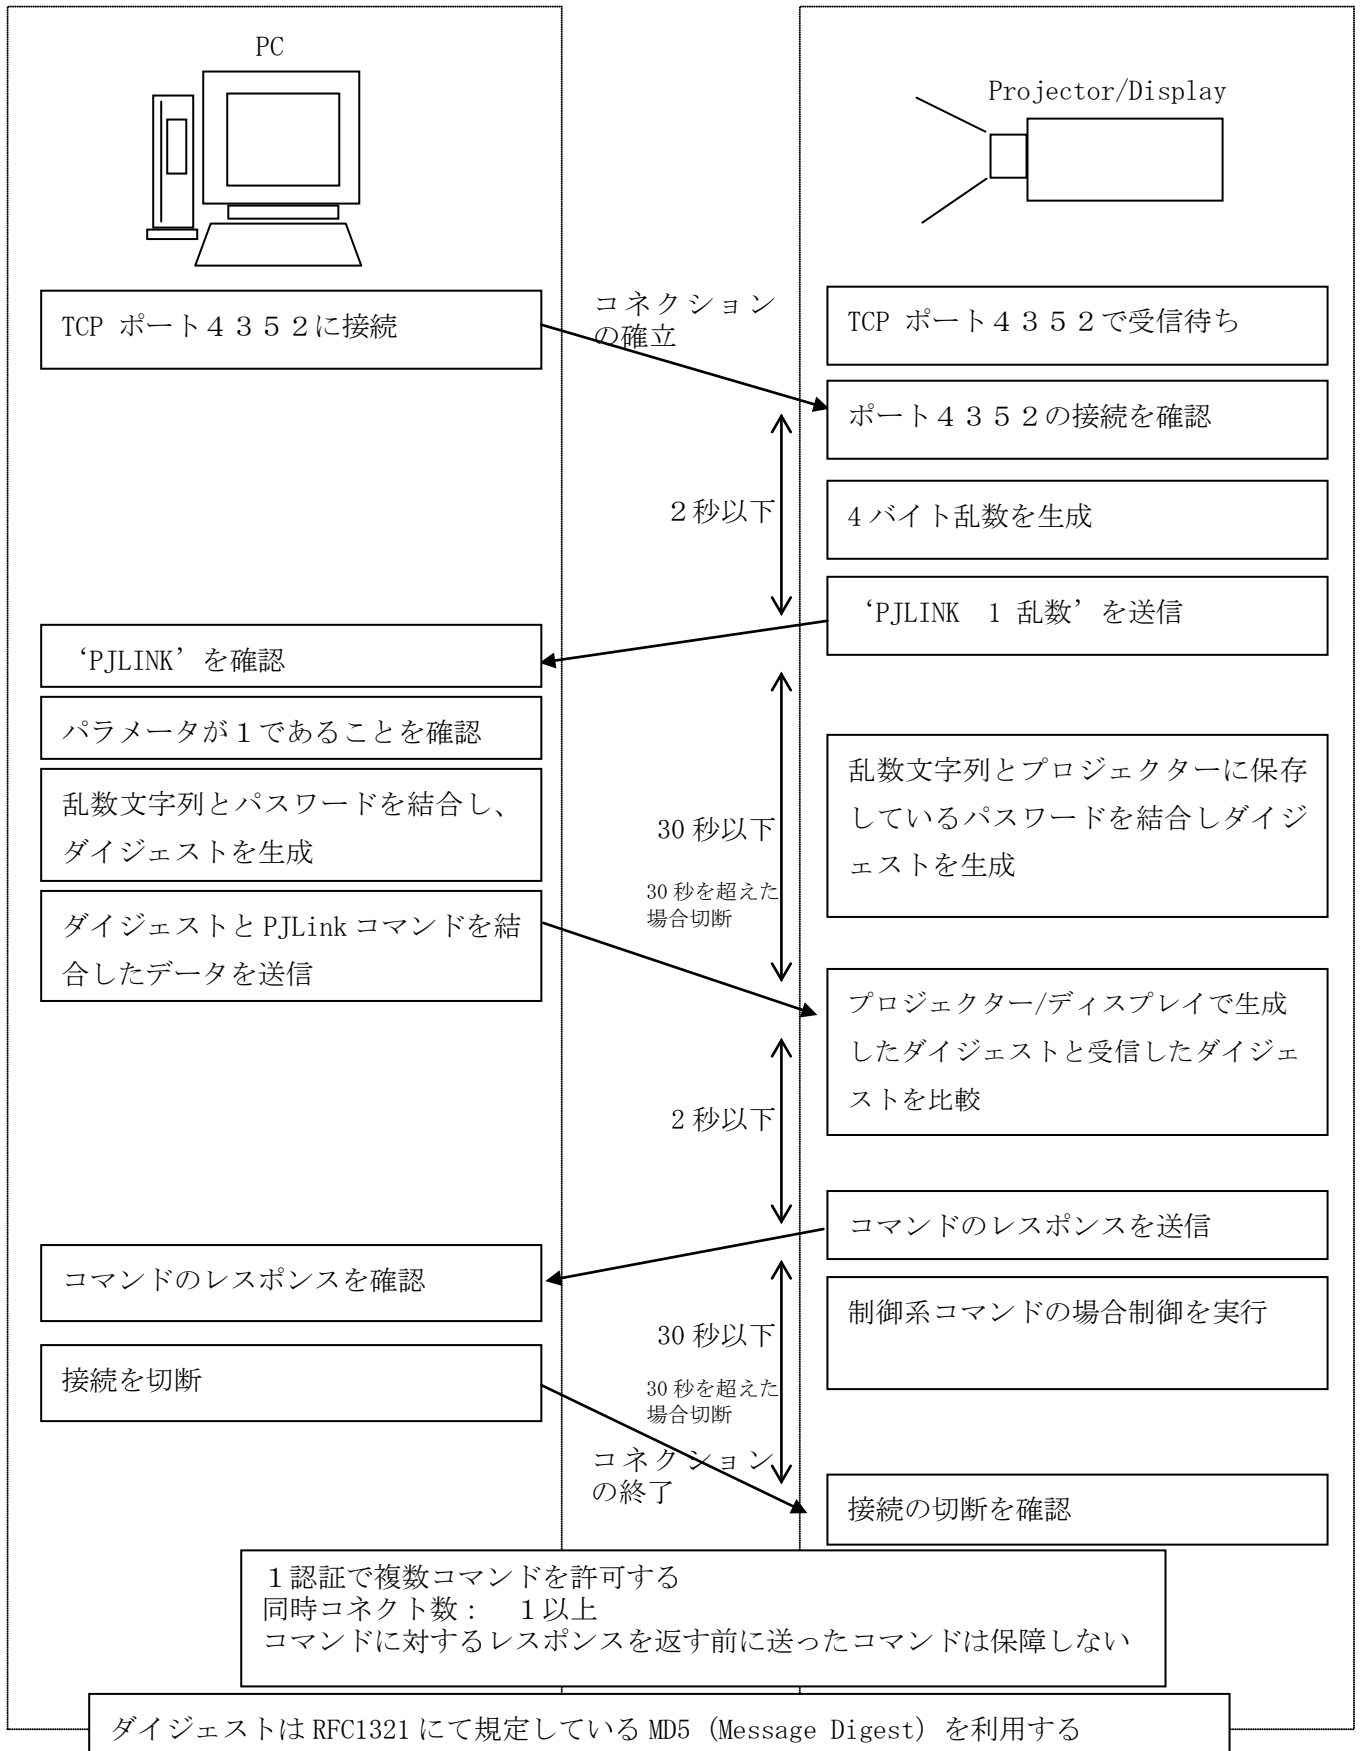 PC
Projector/Display
TCP ポート４３５２に接続
コネクション
の確立
TCP ポート４３５２で受信待ち
ポート４３５２の接続を確認
２秒以下
4 バイト乱数を生成
‘PJLINK　1 乱数’を送信
‘PJLINK’を確認
パラメータが１であることを確認
乱数文字列とパスワードを結合し、
ダイジェストを生成
30 秒以下
30 秒を超えた
場合切断
乱数文字列とプロジェクターに保存
しているパスワードを結合しダイジ
ェストを生成
ダイジェストと PJLink コマンドを結
合したデータを送信
プロジェクター/ディスプレイで生成
したダイジェストと受信したダイジェ
ストを比較
2 秒以下
コマンドのレスポンスを送信
コマンドのレスポンスを確認
制御系コマンドの場合制御を実行
30 秒以下
30 秒を超えた
場合切断
接続を切断
コネクション
の終了
接続の切断を確認
１認証で複数コマンドを許可する
同時コネクト数：　１以上
コマンドに対するレスポンスを返す前に送ったコマンドは保障しない
ダイジェストは RFC1321 にて規定している MD5 (Message Digest) を利用する